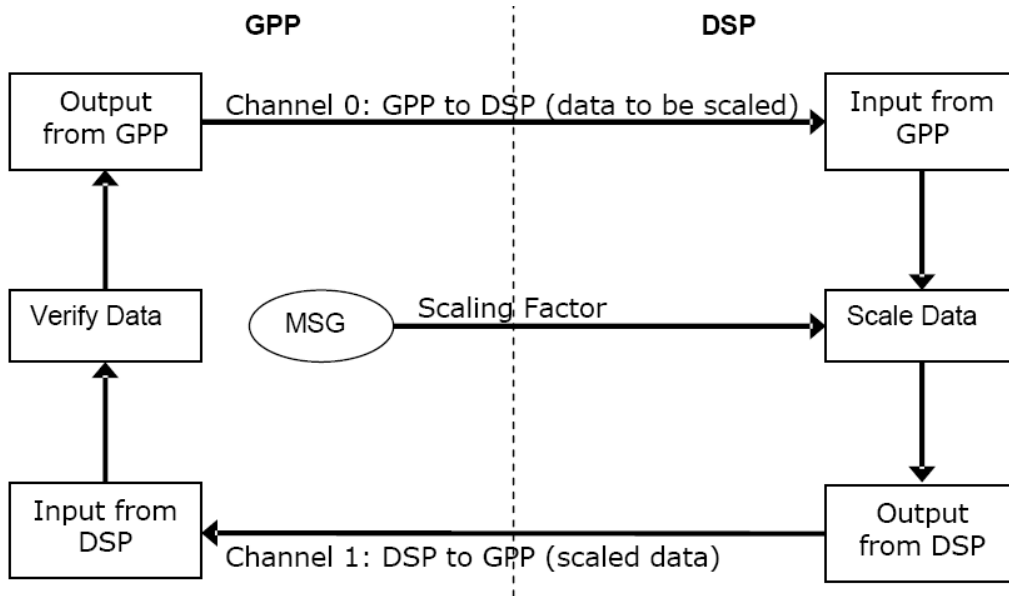 GPP
DSP
Output
from GPP
Channel 0: GPP to DSP (data to be scaled)
Input from
GPP
Verify Data
MSG
Scaling Factor
Scale Data
Input from
DSP
Channel 1: DSP to GPP (scaled data)
Output
from DSP